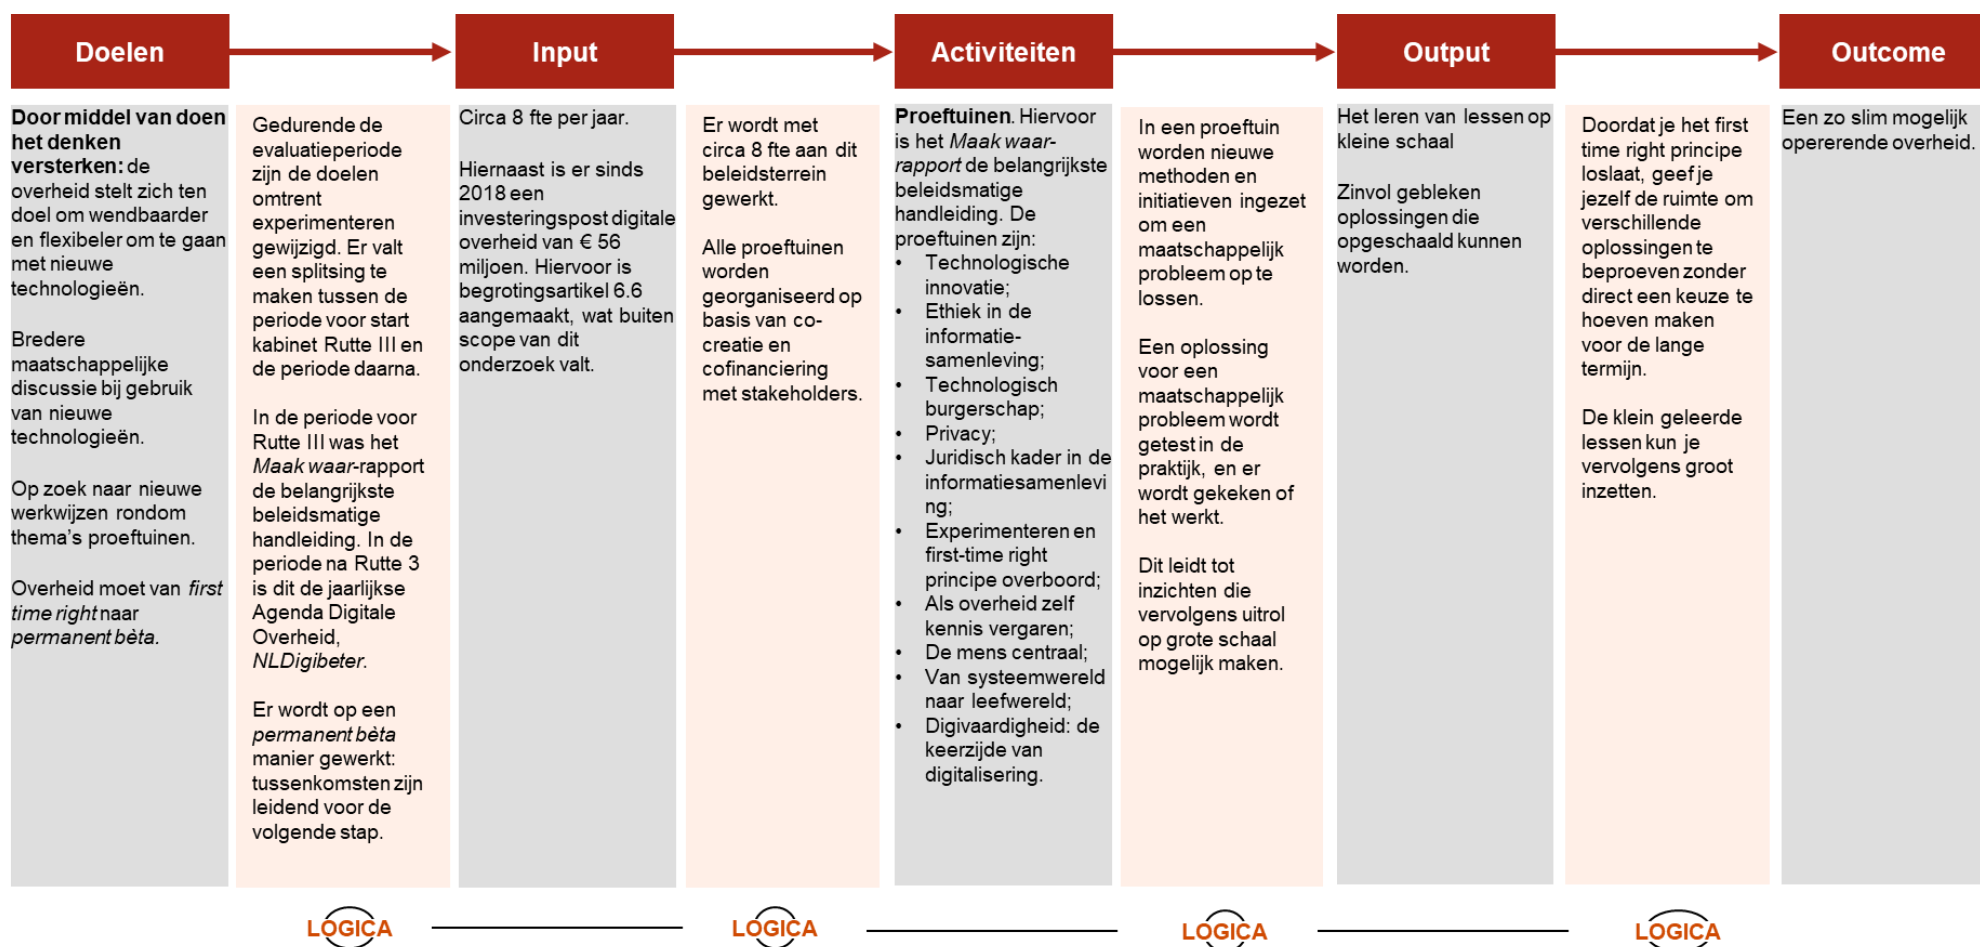 Doelen
Input
Activiteiten
Output
Outcome
Door middel van doen
het denken
versterken: de
overheid stelt zich ten
doel om wendbaarder
en flexibeler om te gaan
met nieuwe
technologieën.
Bredere
maatschappelijke
discussie bij gebruik
van nieuwe
technologieën.
Op zoek naar nieuwe
werkwijzen rondom
thema's proeftuinen.
Overheid moet van first
time right naar
permanent bèta.
Gedurende de
evaluatieperiode
zijn de doelen
omtrent
experimenteren
gewijzigd. Er valt
een splitsing te
maken tussen de
periode voor start
kabinet Rutte III en
de periode daarna.
In de periode voor
Rutte III was het
Maak waar-rapport
de belangrijkste
beleidsmatige
handleiding. In de
periode na Rutte 3
is dit de jaarlijkse
Agenda Digitale
Overheid,
NLDigibeter.
Er wordt op een
permanent bèta
manier gewerkt:
tussenkomsten zijn
leidend voor de
volgende stap.
Circa 8 fte per jaar.
Hiernaast is er sinds
2018 een
investeringspost digitale
overheid van € 56
miljoen. Hiervoor is
begrotingsartikel 6.6
aangemaakt, wat buiten
scope van dit
onderzoek valt.
Er wordt met
circa 8 fte aan dit
beleidsterrein
gewerkt.
Alle proeftuinen
worden
georganiseerd op
basis van co-
creatie en
cofinanciering
met stakeholders.
Proeftuinen. Hiervoor
is het Maak waar-
rapport de belangrijkste
beleidsmatige
handleiding. De
proeftuinen zijn:
• Technologische
innovatie;
• Ethiek in de
informatie-
samenleving;
• Technologisch
burgerschap;
• Privacy;
• Juridisch kader in de
informatiesamenlevi
ng;
• Experimenteren en
first-time right
principe overboord;
• Als overheid zelf
kennis vergaren;
• De mens centraal;
• Van systeemwereld
naar leefwereld;
• Digivaardigheid: de
keerzijde van
digitalisering.
In een proeftuin
worden nieuwe
methoden en
initiatieven ingezet
om een
maatschappelijk
probleem op te
lossen.
Een oplossing
voor een
maatschappelijk
probleem wordt
getest in de
praktijk, en er
wordt gekeken of
het werkt.
Dit leidt tot
inzichten die
vervolgens uitrol
op grote schaal
mogelijk maken.
Het leren van lessen op
kleine schaal
Zinvol gebleken
oplossingen die
opgeschaald kunnen
worden.
Doordat je het first
time right principe
loslaat, geef je
jezelf de ruimte om
verschillende
oplossingen te
beproeven zonder
direct een keuze te
hoeven maken
voor de lange
termijn.
De klein geleerde
lessen kun je
vervolgens groot
inzetten.
Een zo slim mogelijk
opererende overheid.
LOGICA
LOGICA
LOGICA
LOGICA